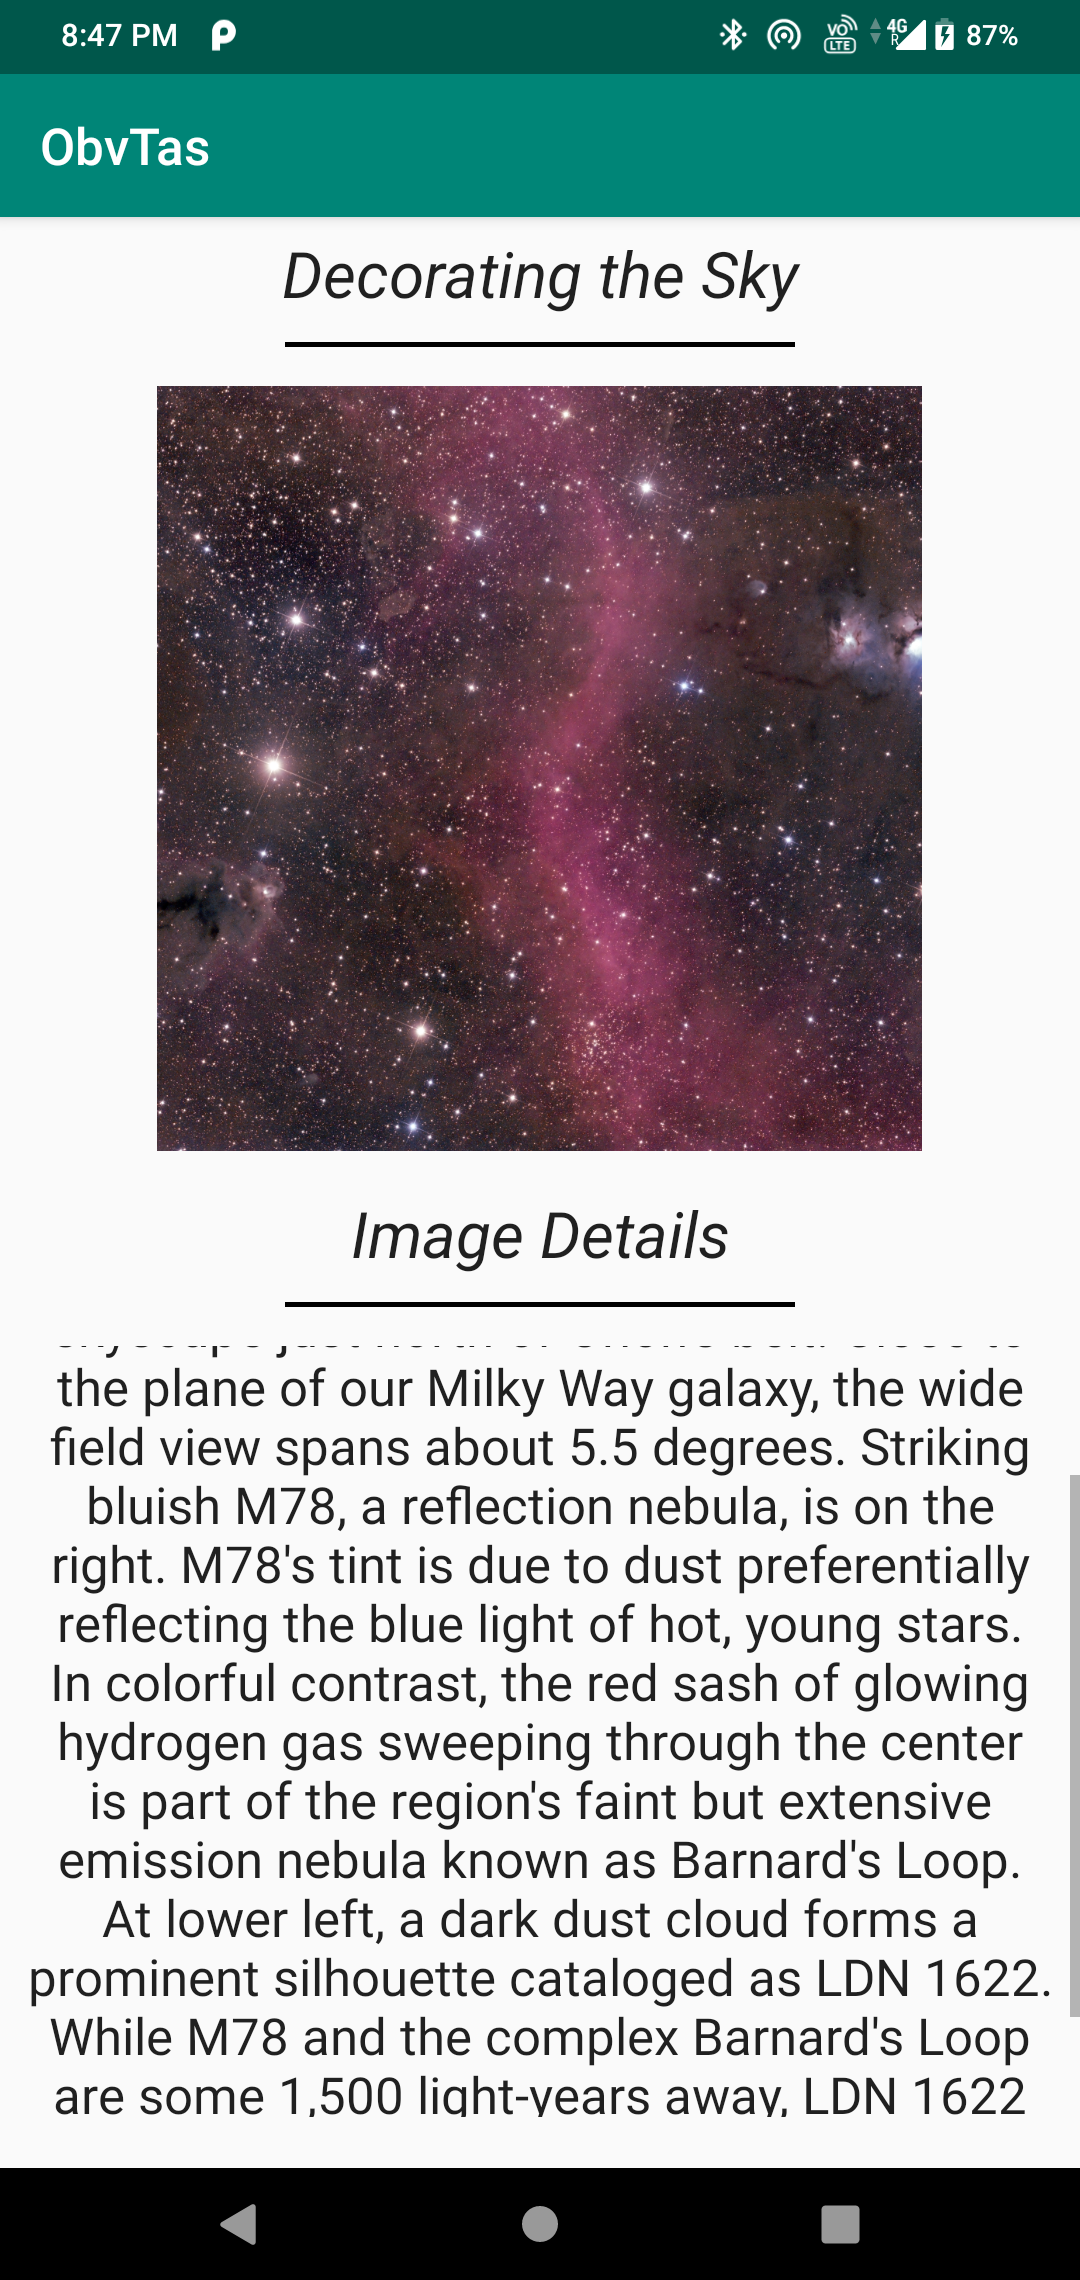 8:47 PM
VO
LTE
4G
R
87%
ObvTas
Decorating the Sky
Image Details
the plane of our Milky Way galaxy, the wide
field view spans about 5.5 degrees. Striking
bluish M78, a reflection nebula, is on the
right. M78's tint is due to dust preferentially
reflecting the blue light of hot, young stars.
In colorful contrast, the red sash of glowing
hydrogen gas sweeping through the center
is part of the region's faint but extensive
emission nebula known as Barnard's Loop.
At lower left, a dark dust cloud forms a
prominent silhouette cataloged as LDN 1622.
While M78 and the complex Barnard's Loop
are some 1,500 light-years away, LDN 1622